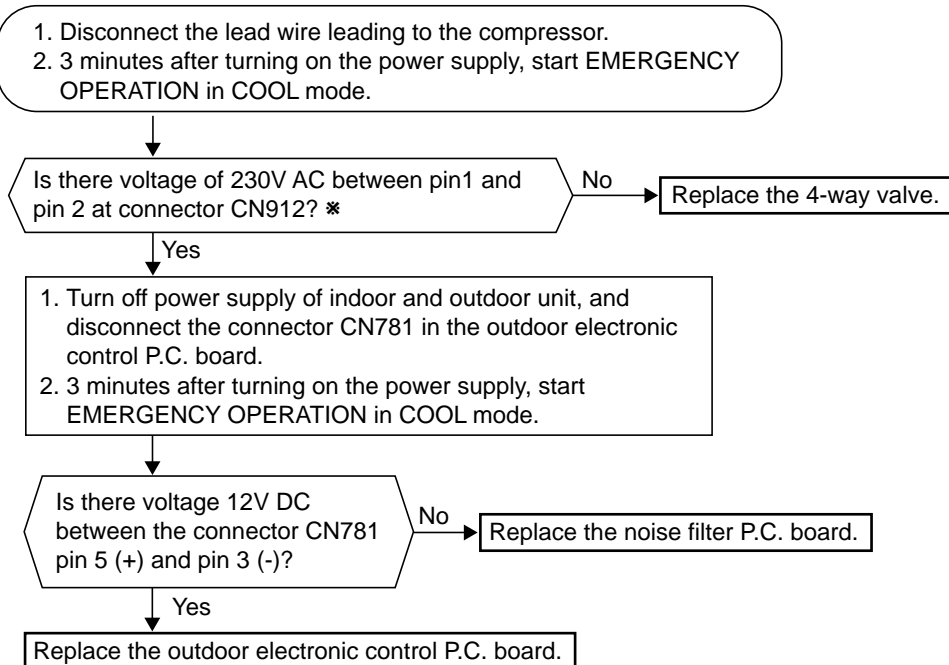 1. Disconnect the lead wire leading to the compressor.
2. 3 minutes after turning on the power supply, start EMERGENCY
OPERATION in COOL mode.
Is there voltage of 230V AC between pin1 and
pin 2 at connector CN912? ※
No
Replace the 4-way valve.
Yes
1. Turn off power supply of indoor and outdoor unit, and
disconnect the connector CN781 in the outdoor electronic
control P.C. board.
2. 3 minutes after turning on the power supply, start
EMERGENCY OPERATION in COOL mode.
Is there voltage 12V DC
between the connector CN781
pin 5 (+) and pin 3 (-)?
No
Replace the noise filter P.C. board.
Yes
Replace the outdoor electronic control P.C. board.